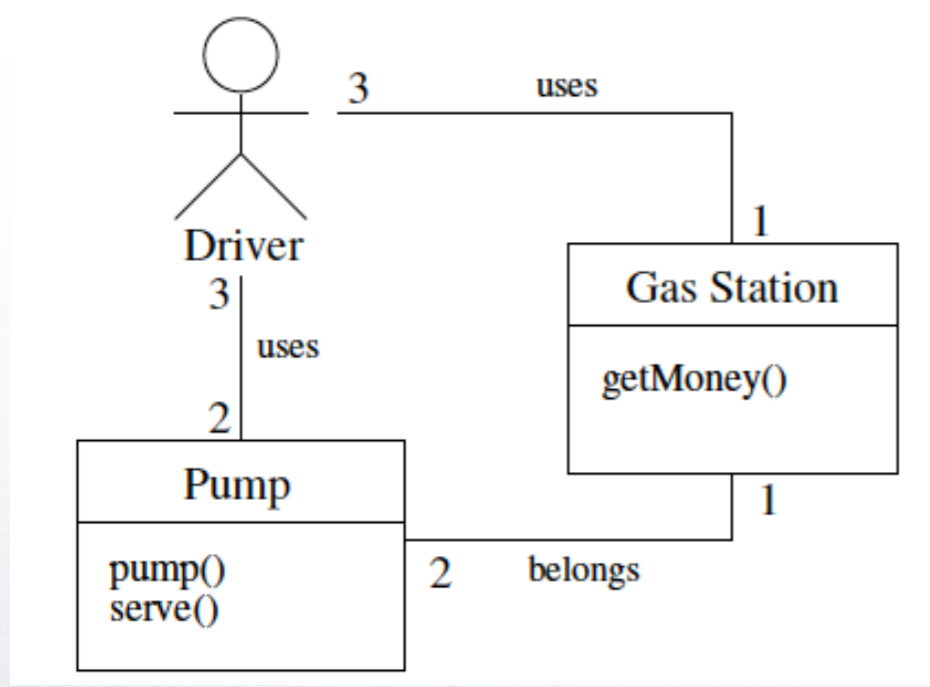 3
uses
1
Driver
Gas Station
3
uses
getMoney()
2
Pump
1
pump()
2
belongs
serve()